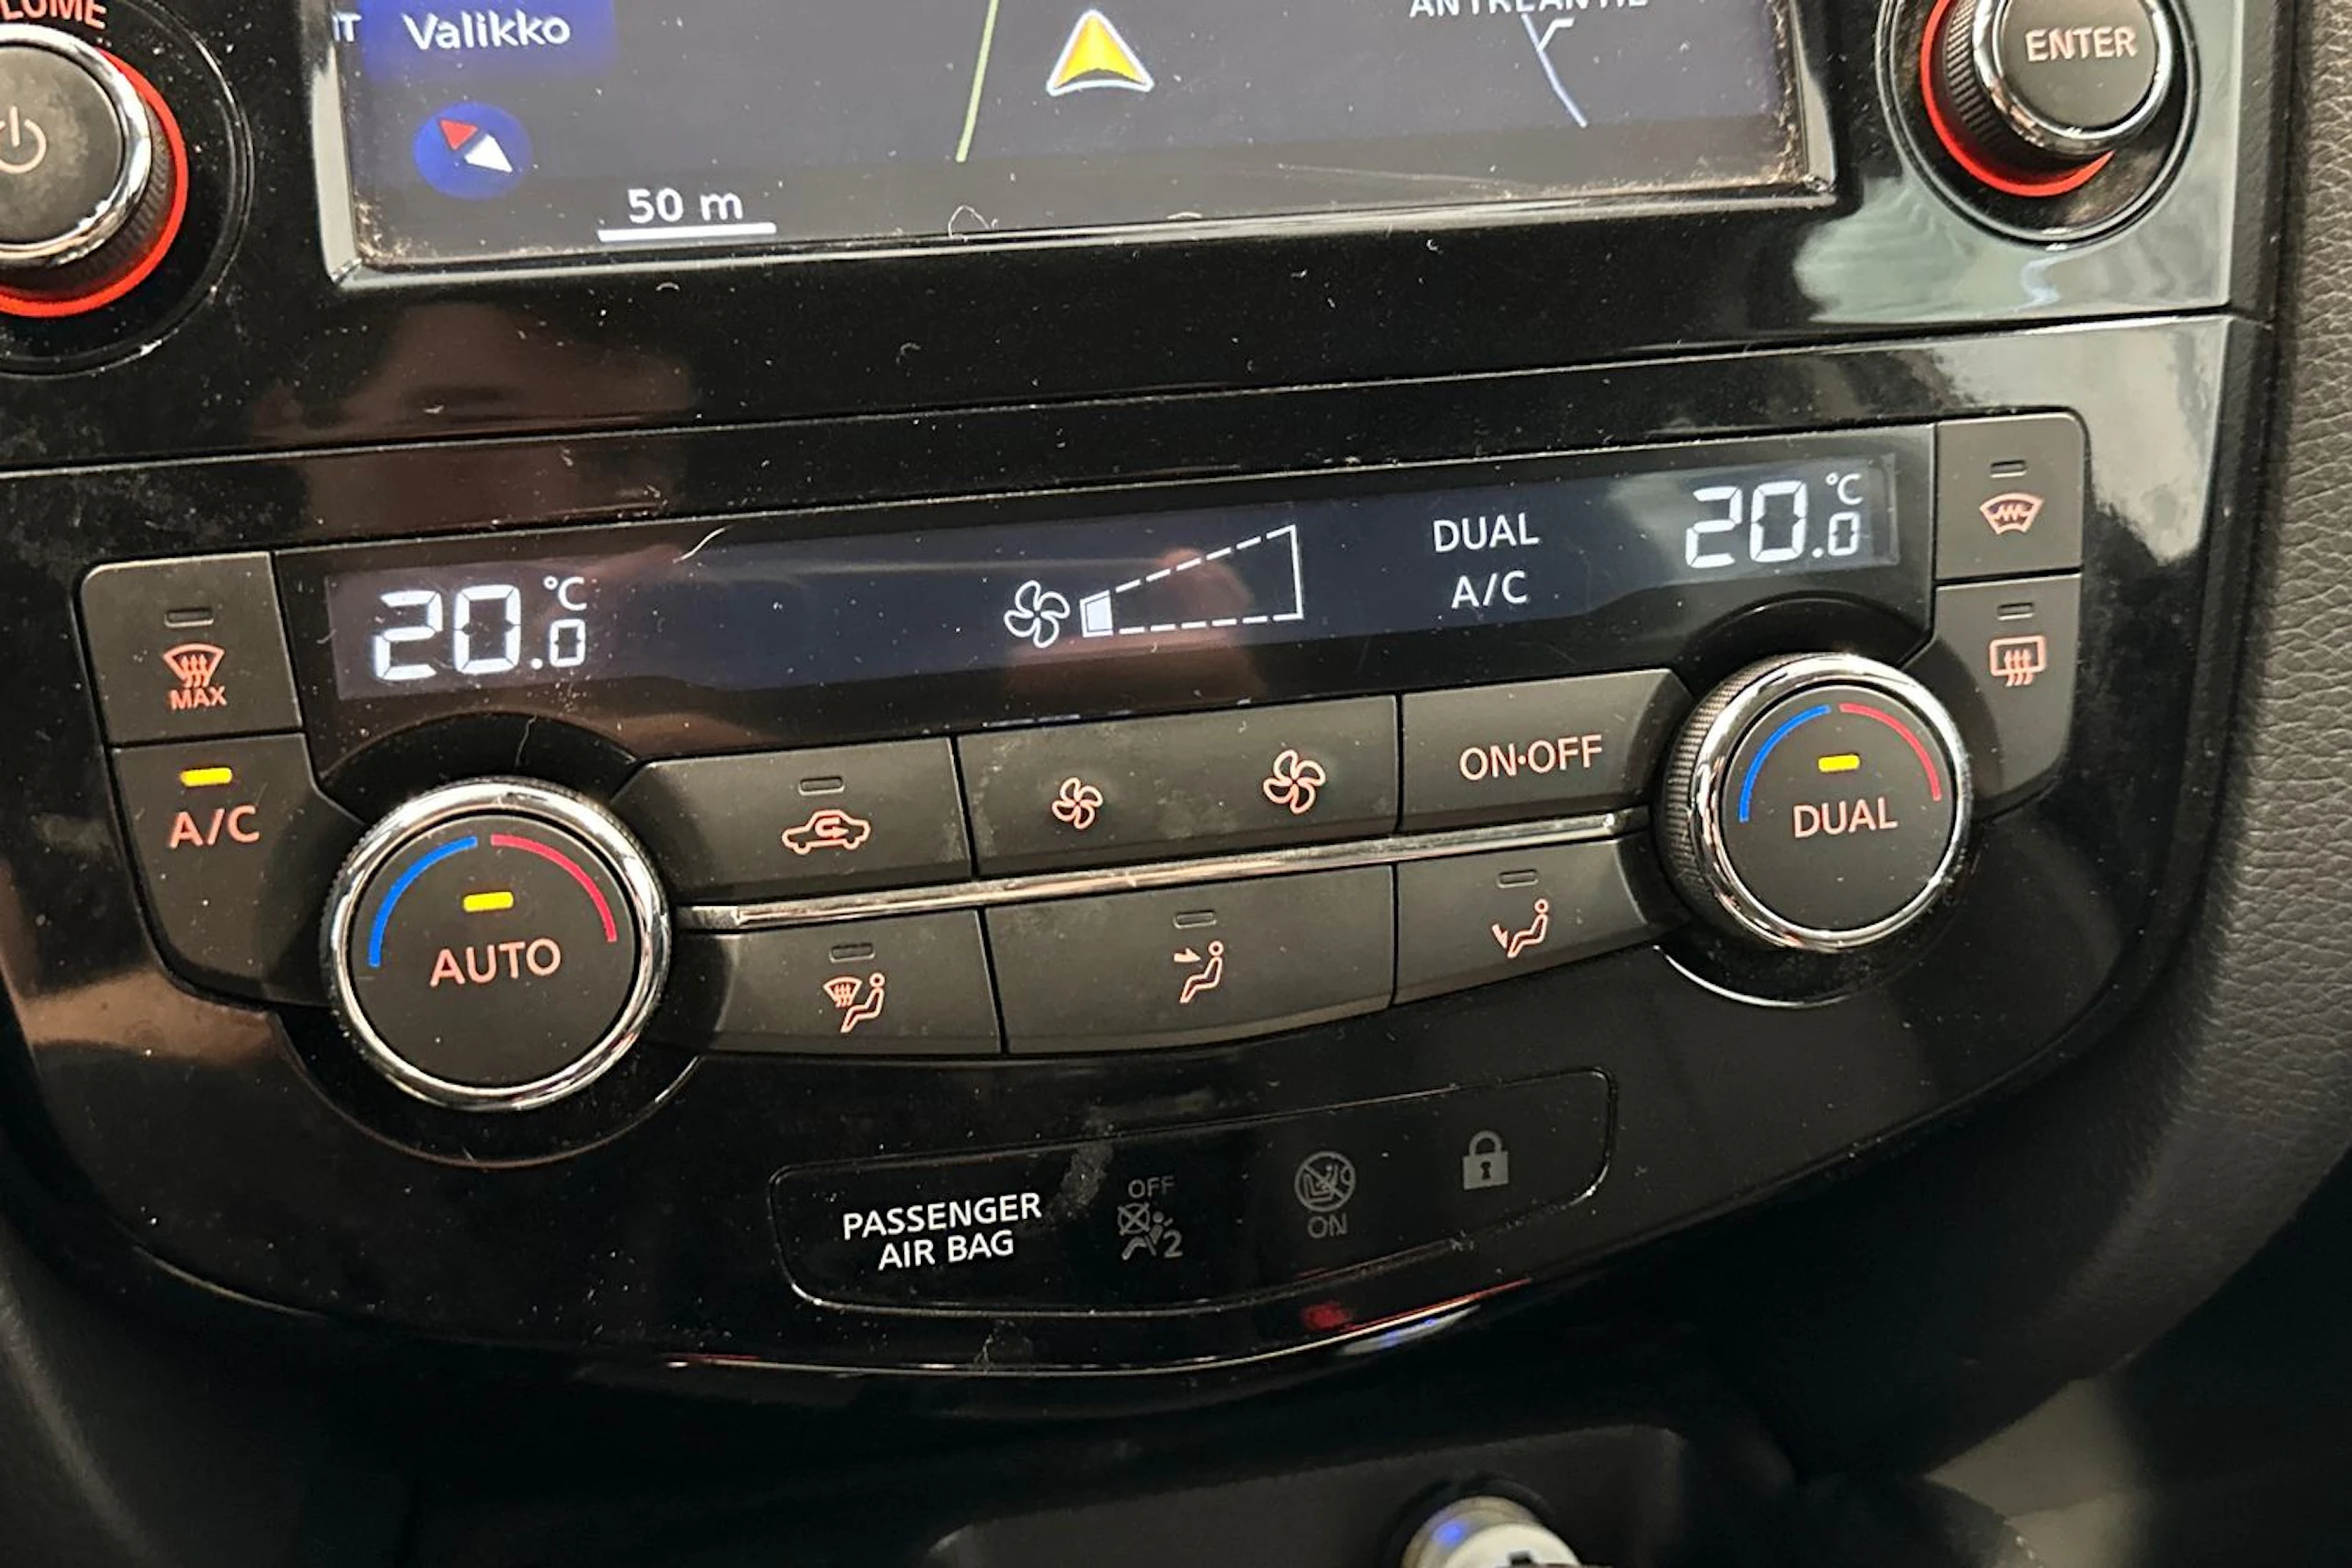 Valikko
ENTER
50 m
20.0 °C
DUAL
A/C
20.0 °C
MAX
A/C
AUTO
ON·OFF
DUAL
PASSENGER
AIR BAG
OFF
2
ON